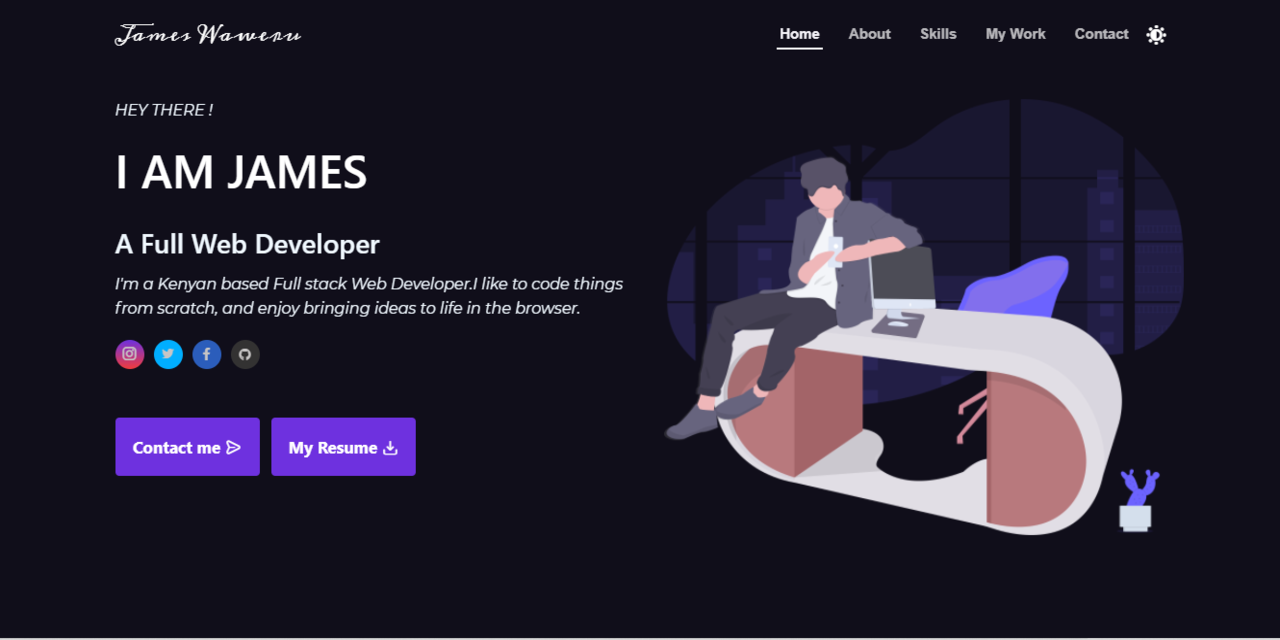 James Waweru
Home About Skills My Work Contact
HEY THERE !
I AM JAMES
A Full Web Developer
I'm a Kenyan based Full stack Web Developer.I like to code things
from scratch, and enjoy bringing ideas to life in the browser.
Contact me My Resume